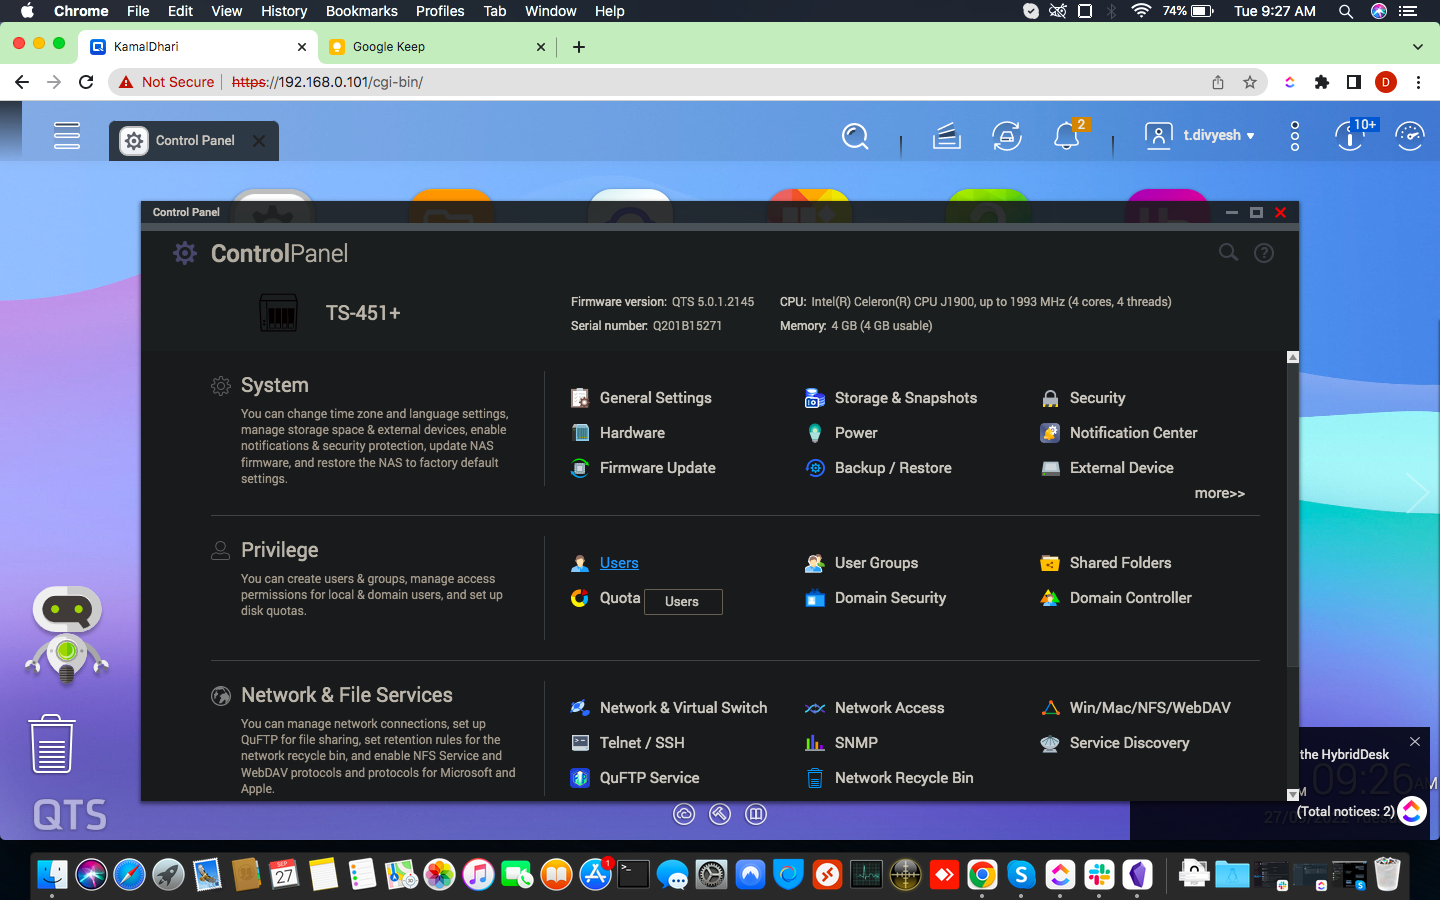 Chrome File Edit View History Bookmarks Profiles Tab Window Help 74% Tue 9:27 AM
KamalDhari Google Keep
Not Secure https://192.168.0.101/cgi-bin/ D
Control Panel 2 t.divyesh 10+
Control Panel
ControlPanel
TS-451+
Firmware version: QTS 5.0.1.2145 CPU: Intel(R) Celeron(R) CPU J1900, up to 1993 MHz (4 cores, 4 threads)
Serial number: Q201B15271 Memory: 4 GB (4 GB usable)
System
You can change time zone and language settings,
manage storage space & external devices, enable
notifications & security protection, update NAS
firmware, and restore the NAS to factory default
settings.
General Settings Storage & Snapshots Security
Hardware Power Notification Center
Firmware Update Backup / Restore External Device
more>>
Privilege
You can create users & groups, manage access
permissions for local & domain users, and set up
disk quotas.
Users User Groups Shared Folders
Quota Domain Security Domain Controller
Users
Network & File Services
You can manage network connections, set up
QuFTP for file sharing, set retention rules for the
network recycle bin, and enable NFS Service and
WebDAV protocols and protocols for Microsoft and
Apple.
Network & Virtual Switch Network Access Win/Mac/NFS/WebDAV
Telnet / SSH SNMP Service Discovery
QuFTP Service Network Recycle Bin
the HybridDesk
09:26 AM
(Total notices: 2)
QTS
SEP
27
1